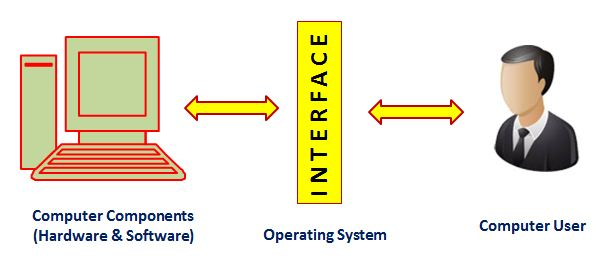 INTERFACE
Computer Components
(Hardware & Software)
Operating System
Computer User